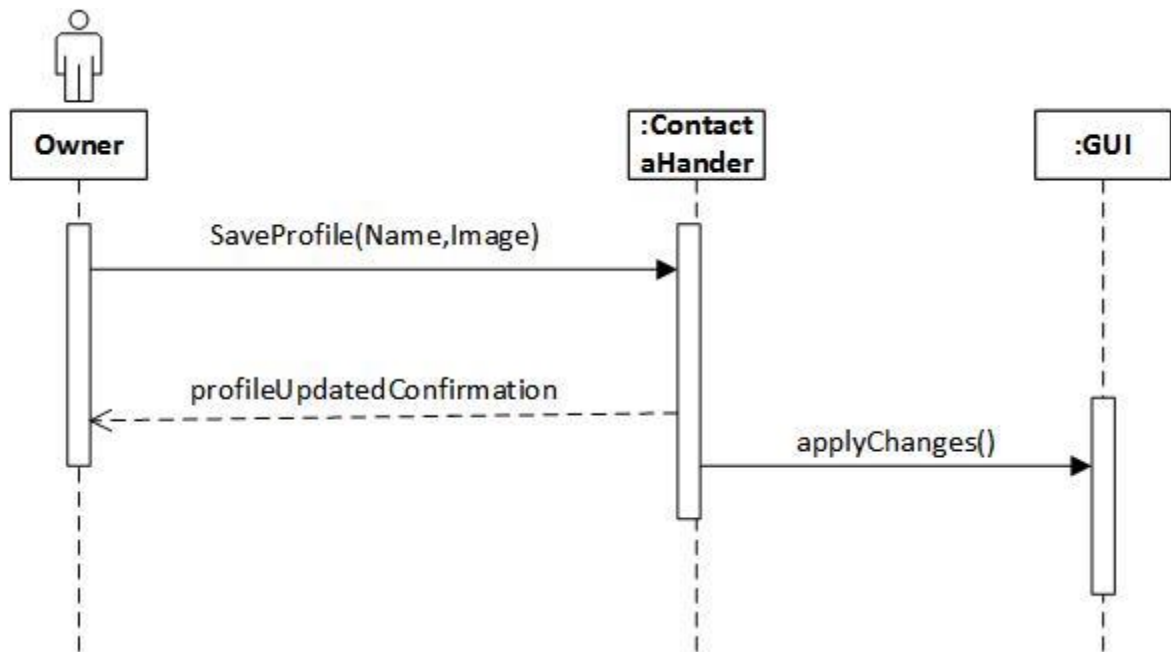 Owner
:Contact
aHander
:GUI
SaveProfile(Name,Image)
profileUpdatedConfirmation
applyChanges()